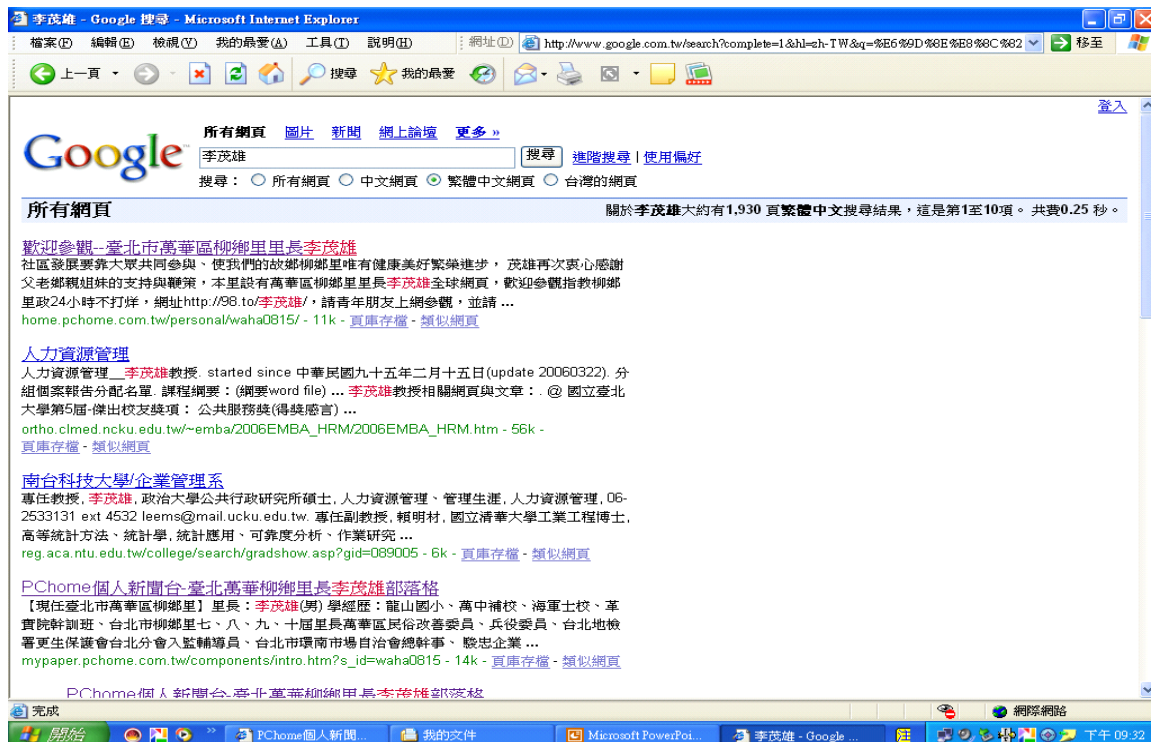 李茂雄 - Google 搜尋 - Microsoft Internet Explorer
檔案(F) 編輯(E) 檢視(V) 我的最愛(A) 工具(T) 說明(H) 網址(D) http://www.google.com.tw/search?complete=1&hl=zh-TW&q=%E6%9D%8E%E8%8C%82 移至
上一頁 搜尋 我的最愛
登入
所有網頁 圖片 新聞 網上論壇 更多 »
Google
李茂雄 搜尋 進階搜尋 | 使用偏好
搜尋： 所有網頁 中文網頁 繁體中文網頁 台灣的網頁
所有網頁 關於李茂雄大約有1,930 頁繁體中文搜尋結果，這是第1至10項。 共費0.25 秒。
歡迎參觀--臺北市萬華區柳鄉里里長李茂雄
社區發展要靠大眾共同參與、使我們的故鄉柳鄉里唯有健康美好繁榮進步， 茂雄再次衷心感謝
父老鄉親姐妹的支持與鞭策，本里設有萬華區柳鄉里里長李茂雄全球網頁，歡迎參觀指教柳鄉
里政24小時不打烊，網址http://98.to/李茂雄/，請青年朋友上網參觀，並請 ...
home.pchome.com.tw/personal/waha0815/ - 11k - 頁庫存檔 - 類似網頁
人力資源管理
人力資源管理__李茂雄教授. started since 中華民國九十五年二月十五日(update 20060322). 分
組個案報告分配名單. 課程綱要：(綱要word file) ... 李茂雄教授相關網頁與文章：. @ 國立臺北
大學第5屆-傑出校友獎項： 公共服務獎(得獎感言) ...
ortho.clmed.ncku.edu.tw/~emba/2006EMBA_HRM/2006EMBA_HRM.htm - 56k -
頁庫存檔 - 類似網頁
南台科技大學/企業管理系
專任教授, 李茂雄, 政治大學公共行政研究所碩士, 人力資源管理、管理生涯, 人力資源管理, 06-
2533131 ext 4532 leems@mail.ucku.edu.tw. 專任副教授, 賴明材, 國立清華大學工業工程博士,
高等統計方法、統計學, 統計應用、可靠度分析、作業研究 ...
reg.aca.ntu.edu.tw/college/search/gradshow.asp?gid=089005 - 6k - 頁庫存檔 - 類似網頁
PChome個人新聞台-臺北萬華柳鄉里長李茂雄部落格
【現任臺北市萬華區柳鄉里】里長：李茂雄(男) 學經歷：龍山國小、萬中補校、海軍士校、革
實院幹訓班、台北市柳鄉里七、八、九、十屆里長萬華區民俗改善委員、兵役委員、台北地檢
署更生保護會台北分會入監輔導員、台北市環南市場自治會總幹事、 駿忠企業 ...
mypaper.pchome.com.tw/components/intro.htm?s_id=waha0815 - 14k - 頁庫存檔 - 類似網頁
PChome個人新聞台-臺北萬華柳鄉里長李茂雄部落格
完成 網際網路
開始 PChome個人新聞... 我的文件 Microsoft PowerPoi... 李茂雄 - Google ... 注 下午 09:32